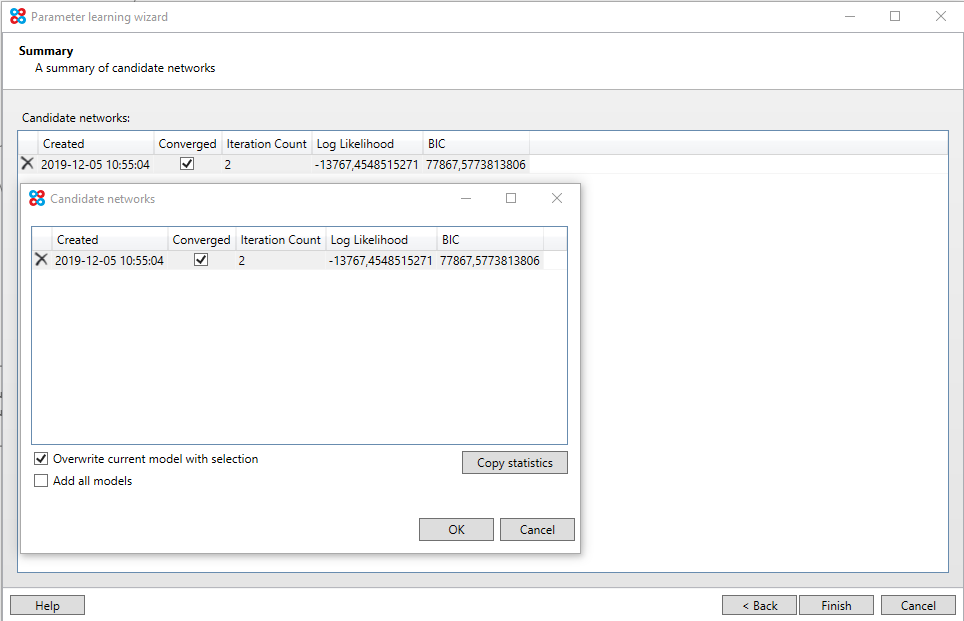 Parameter learning wizard
Summary
A summary of candidate networks
Candidate networks:
Created Converged Iteration Count Log Likelihood BIC
2019-12-05 10:55:04 2 -13767,4548515271 77867,5773813806
Candidate networks
Created Converged Iteration Count Log Likelihood BIC
2019-12-05 10:55:04 2 -13767,4548515271 77867,5773813806
Overwrite current model with selection
Copy statistics
Add all models
OK Cancel
Help < Back Finish Cancel